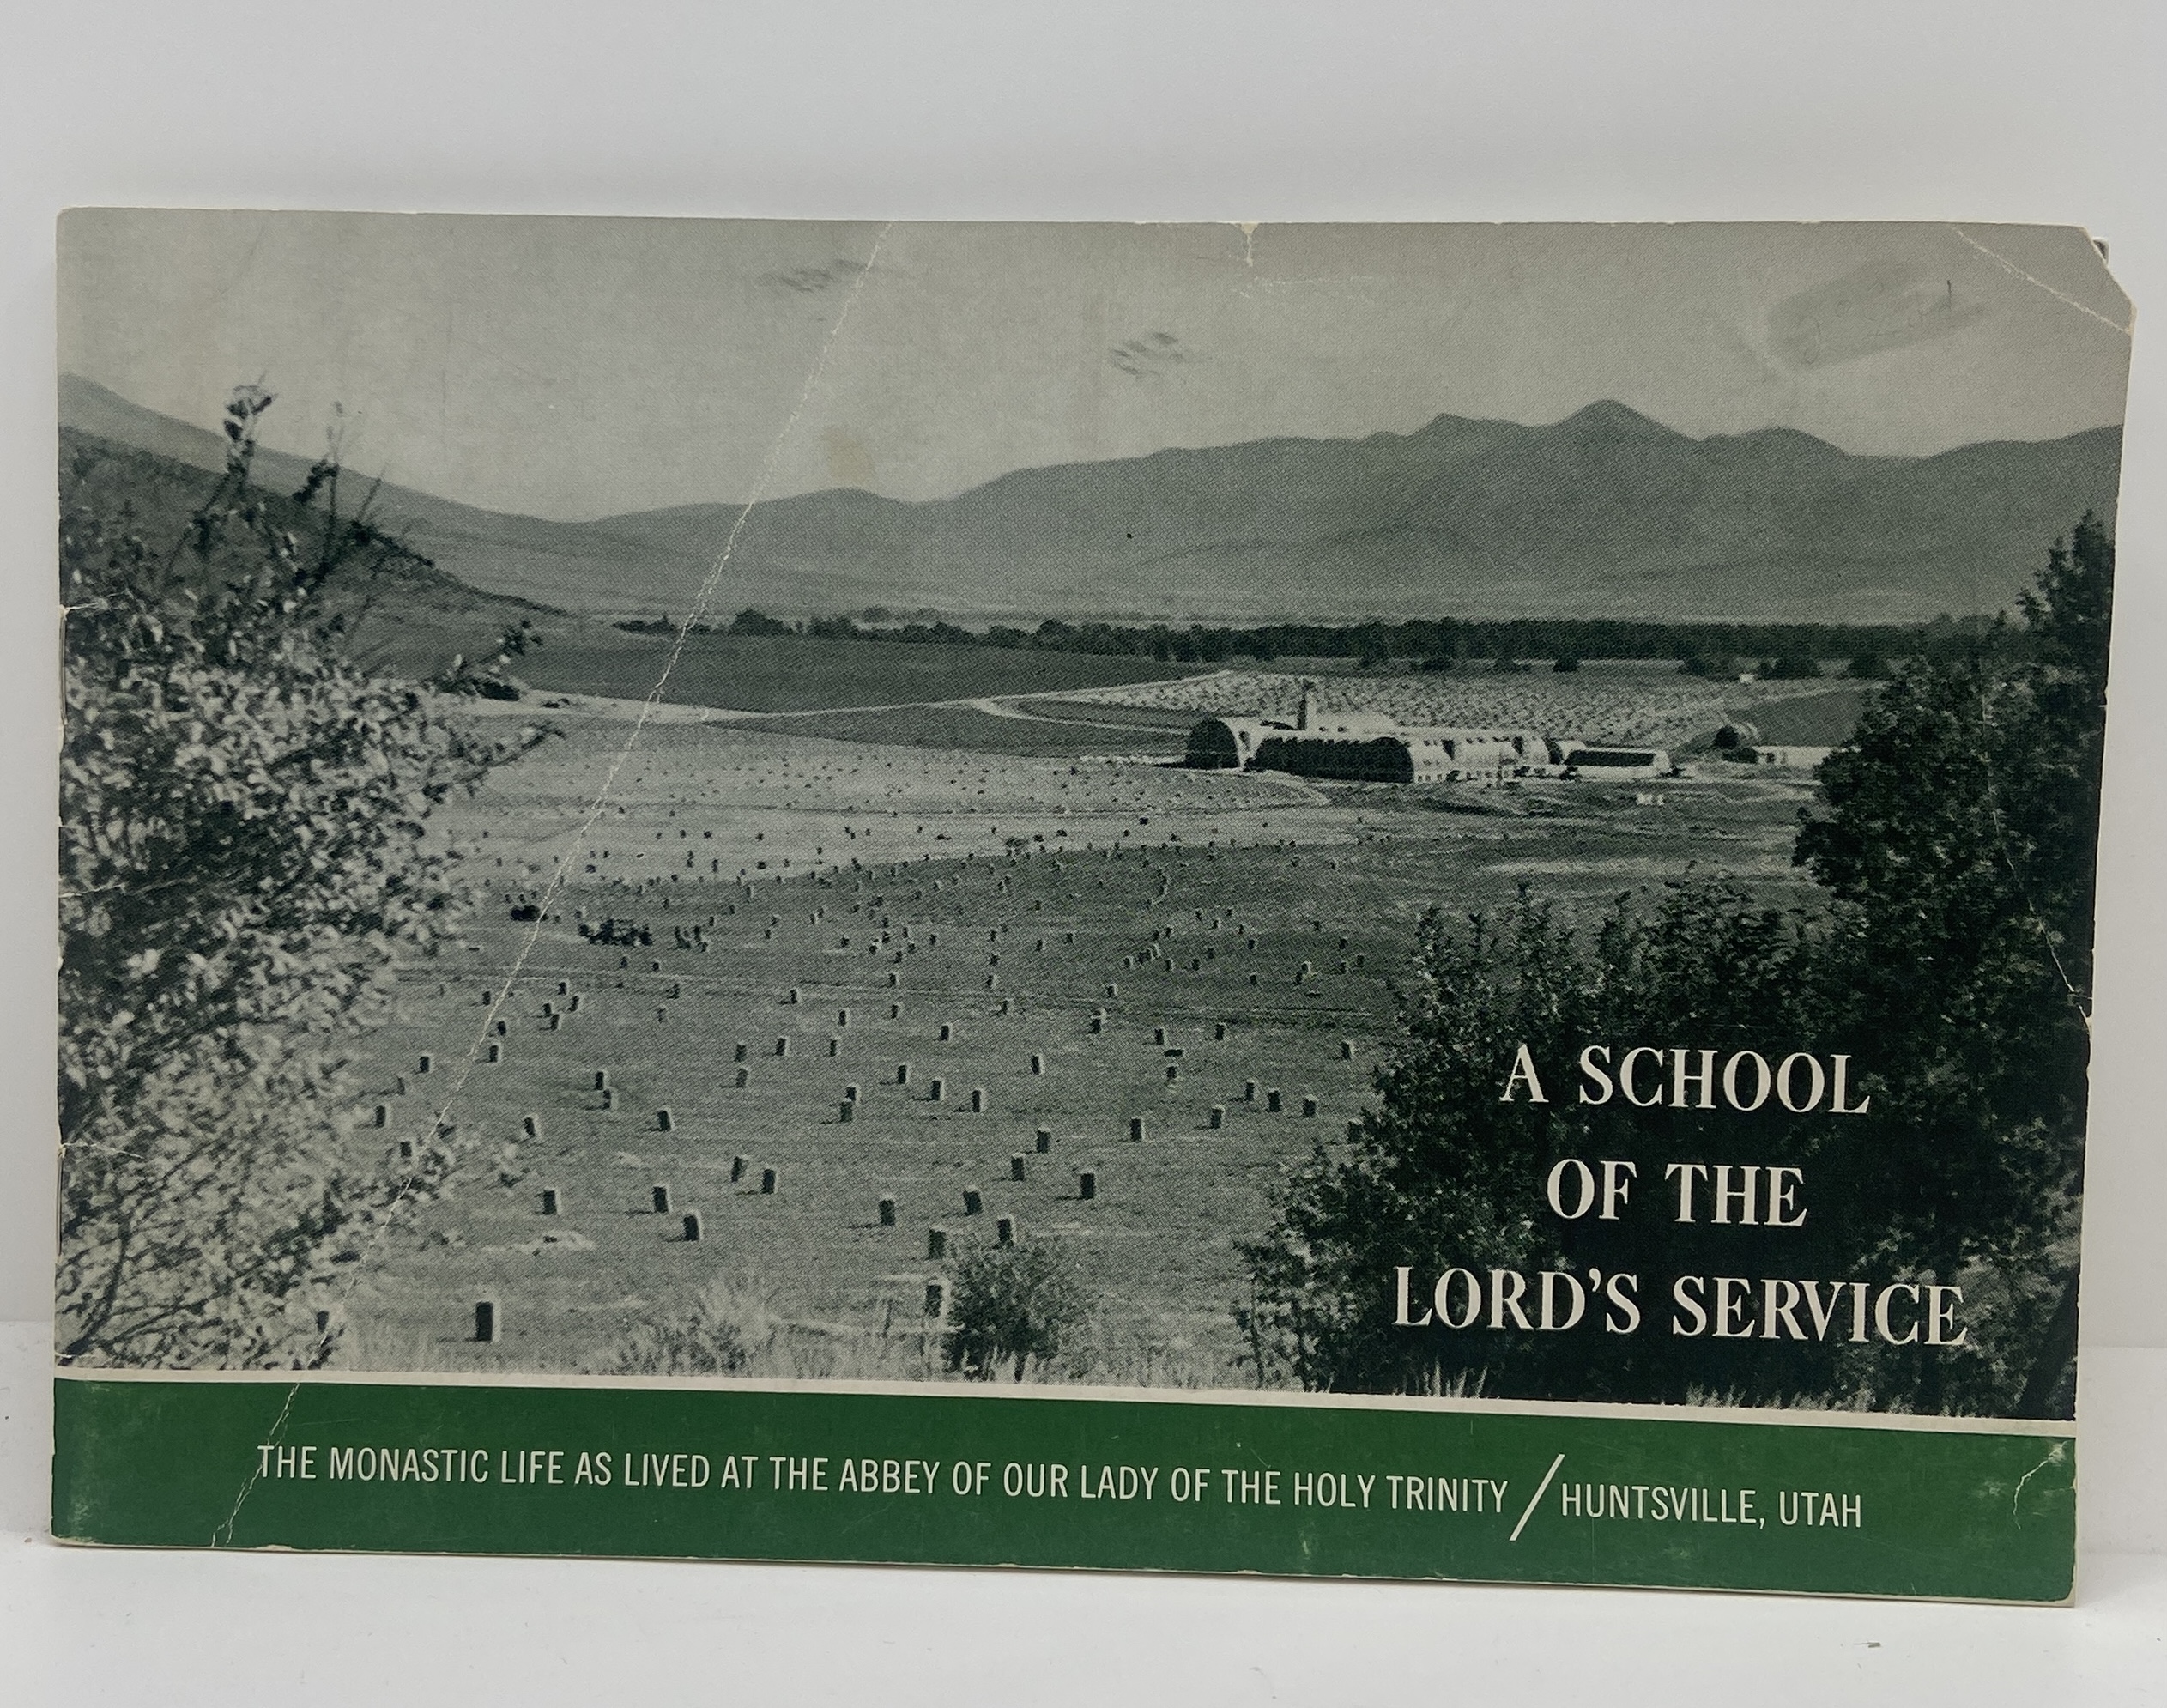 A SCHOOL
OF THE
LORD'S SERVICE
THE MONASTIC LIFE AS LIVED AT THE ABBEY OF OUR LADY OF THE HOLY TRINITY / HUNTSVILLE, UTAH